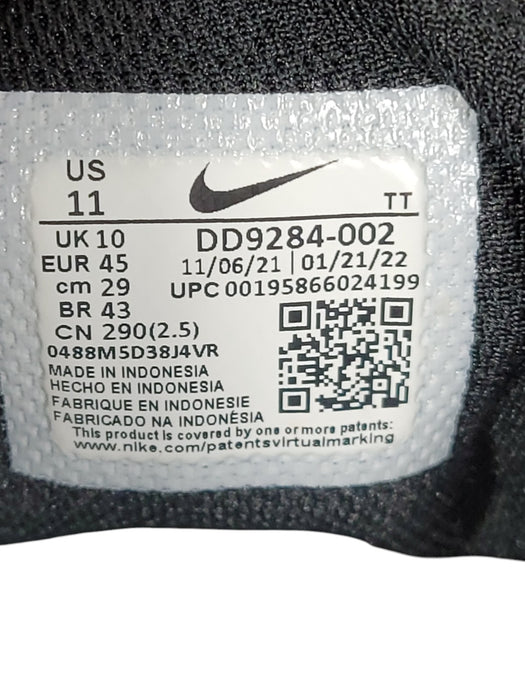 US
11
TT
UK 10
DD9284-002
EUR 45
11/06/21 | 01/21/22
cm 29
UPC 00195866024199
BR 43
CN 290(2.5)
0488M5D38J4VR
MADE IN INDONESIA
HECHO EN INDONESIA
FABRIQUE EN INDONESIE
FABRICADO NA INDONÉSIA
This product is covered by one or more patents:
www.nike.com/patentsvirtualmarking